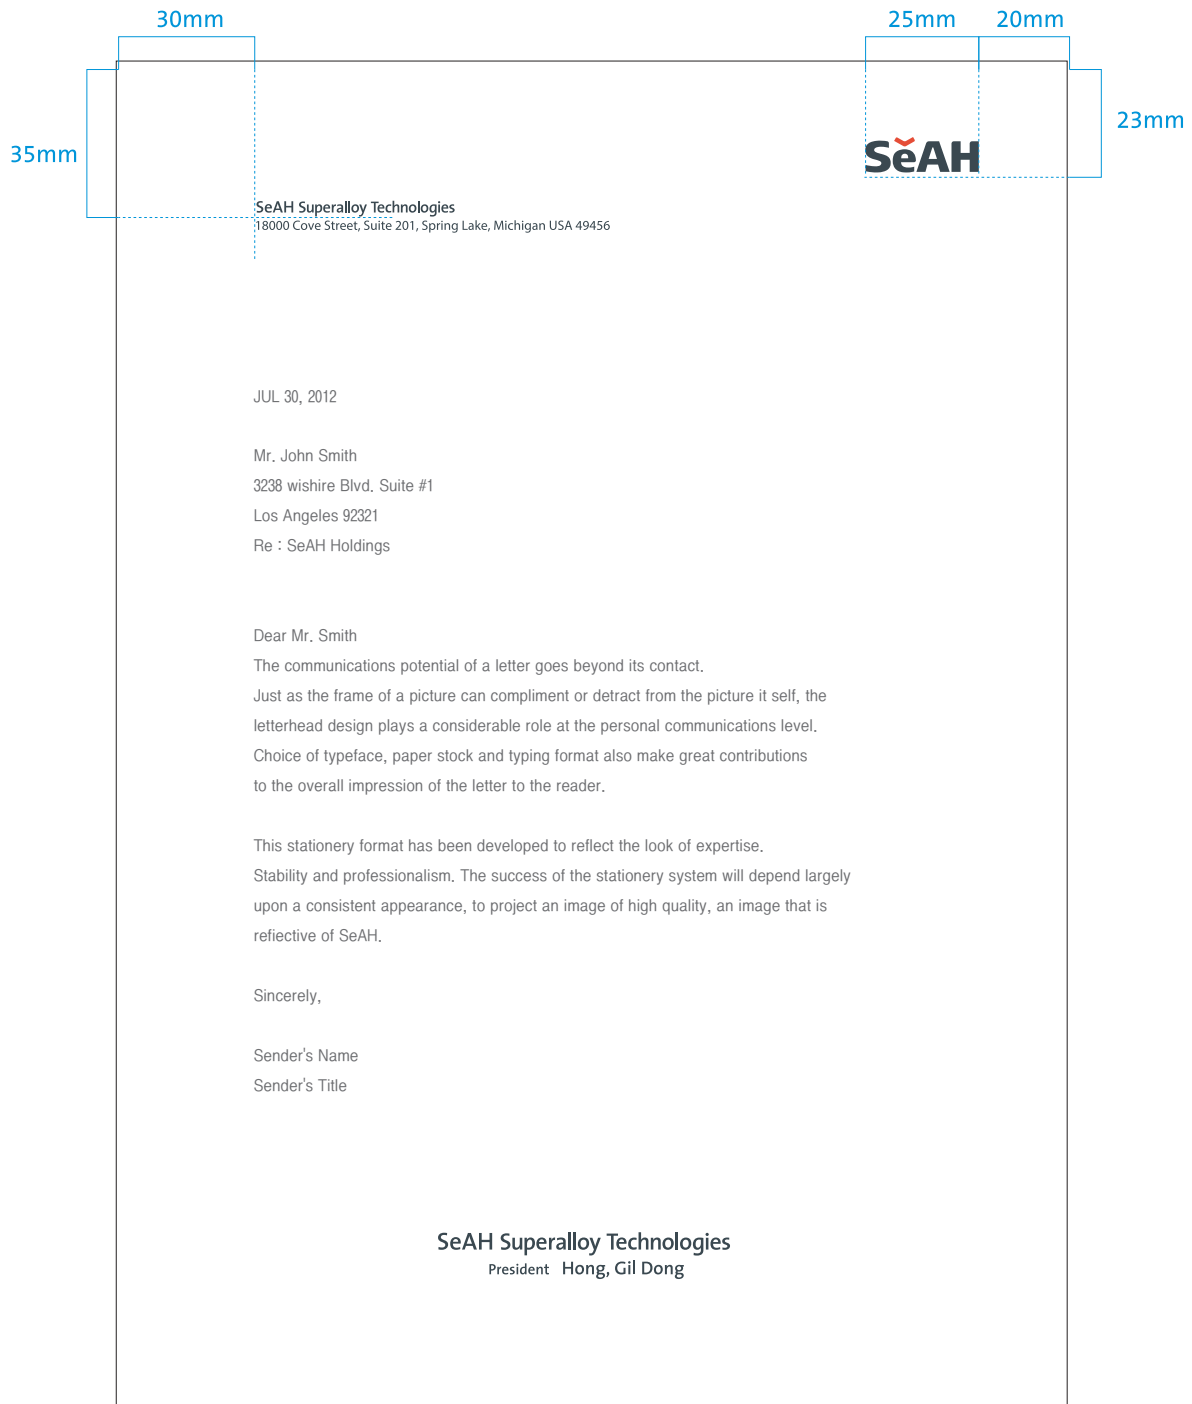 30mm
25mm
20mm
35mm
23mm
SeAH
SeAH Superalloy Technologies
18000 Cove Street, Suite 201, Spring Lake, Michigan USA 49456
JUL 30, 2012
Mr. John Smith
3238 wishire Blvd. Suite #1
Los Angeles 92321
Re : SeAH Holdings
Dear Mr. Smith
The communications potential of a letter goes beyond its contact.
Just as the frame of a picture can compliment or detract from the picture it self, the
letterhead design plays a considerable role at the personal communications level.
Choice of typeface, paper stock and typing format also make great contributions
to the overall impression of the letter to the reader.
This stationery format has been developed to reflect the look of expertise.
Stability and professionalism. The success of the stationery system will depend largely
upon a consistent appearance, to project an image of high quality, an image that is
refiective of SeAH.
Sincerely,
Sender's Name
Sender's Title
SeAH Superalloy Technologies
President Hong, Gil Dong